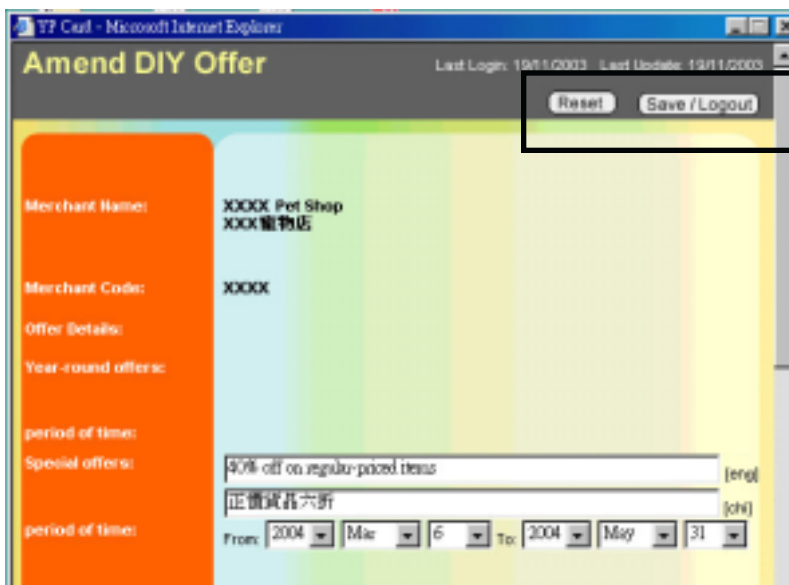 YP Card - Microsoft Internet Explorer
Amend DIY Offer
Last Login: 19/11/2003 Last Update: 19/11/2003
Reset Save / Logout
Merchant Name: XXXX Pet Shop
XXX寵物店
Merchant Code: XXXX
Offer Details:
Year-round offers:
period of time:
Special offers: 40% off on regular-priced items [eng]
正價貨品六折 [chi]
period of time: From: 2004 Mar 6 To: 2004 May 31